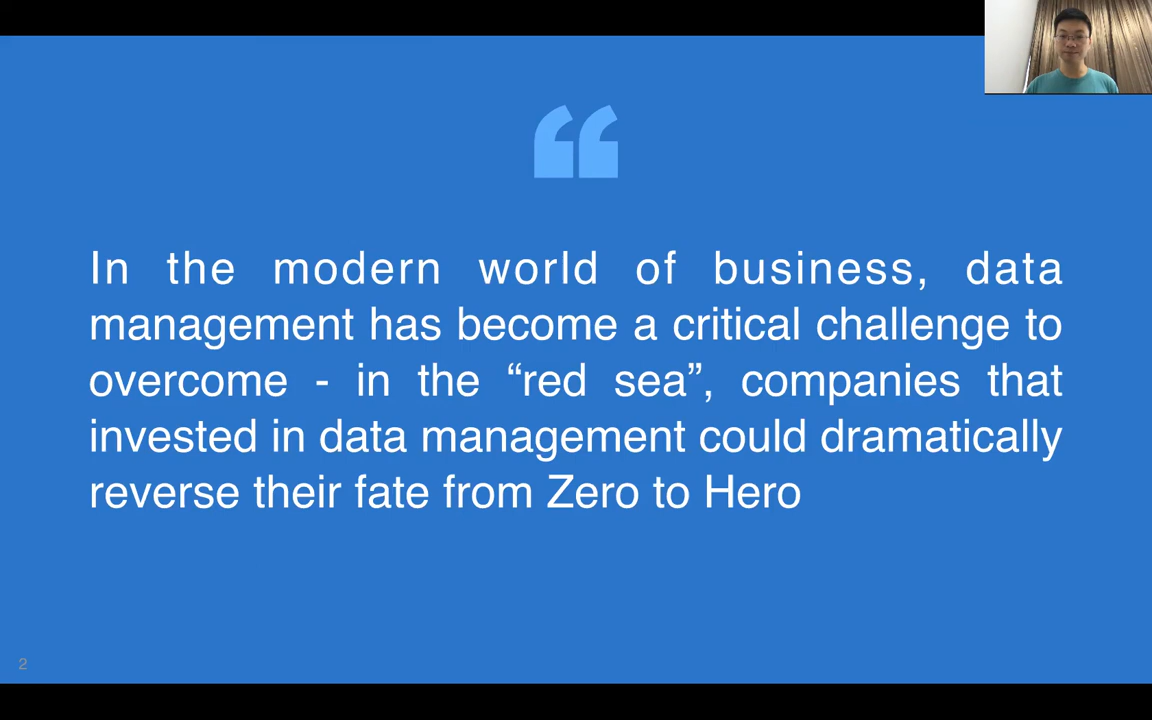 “
In the modern world of business, data
management has become a critical challenge to
overcome - in the “red sea”, companies that
invested in data management could dramatically
reverse their fate from Zero to Hero
2